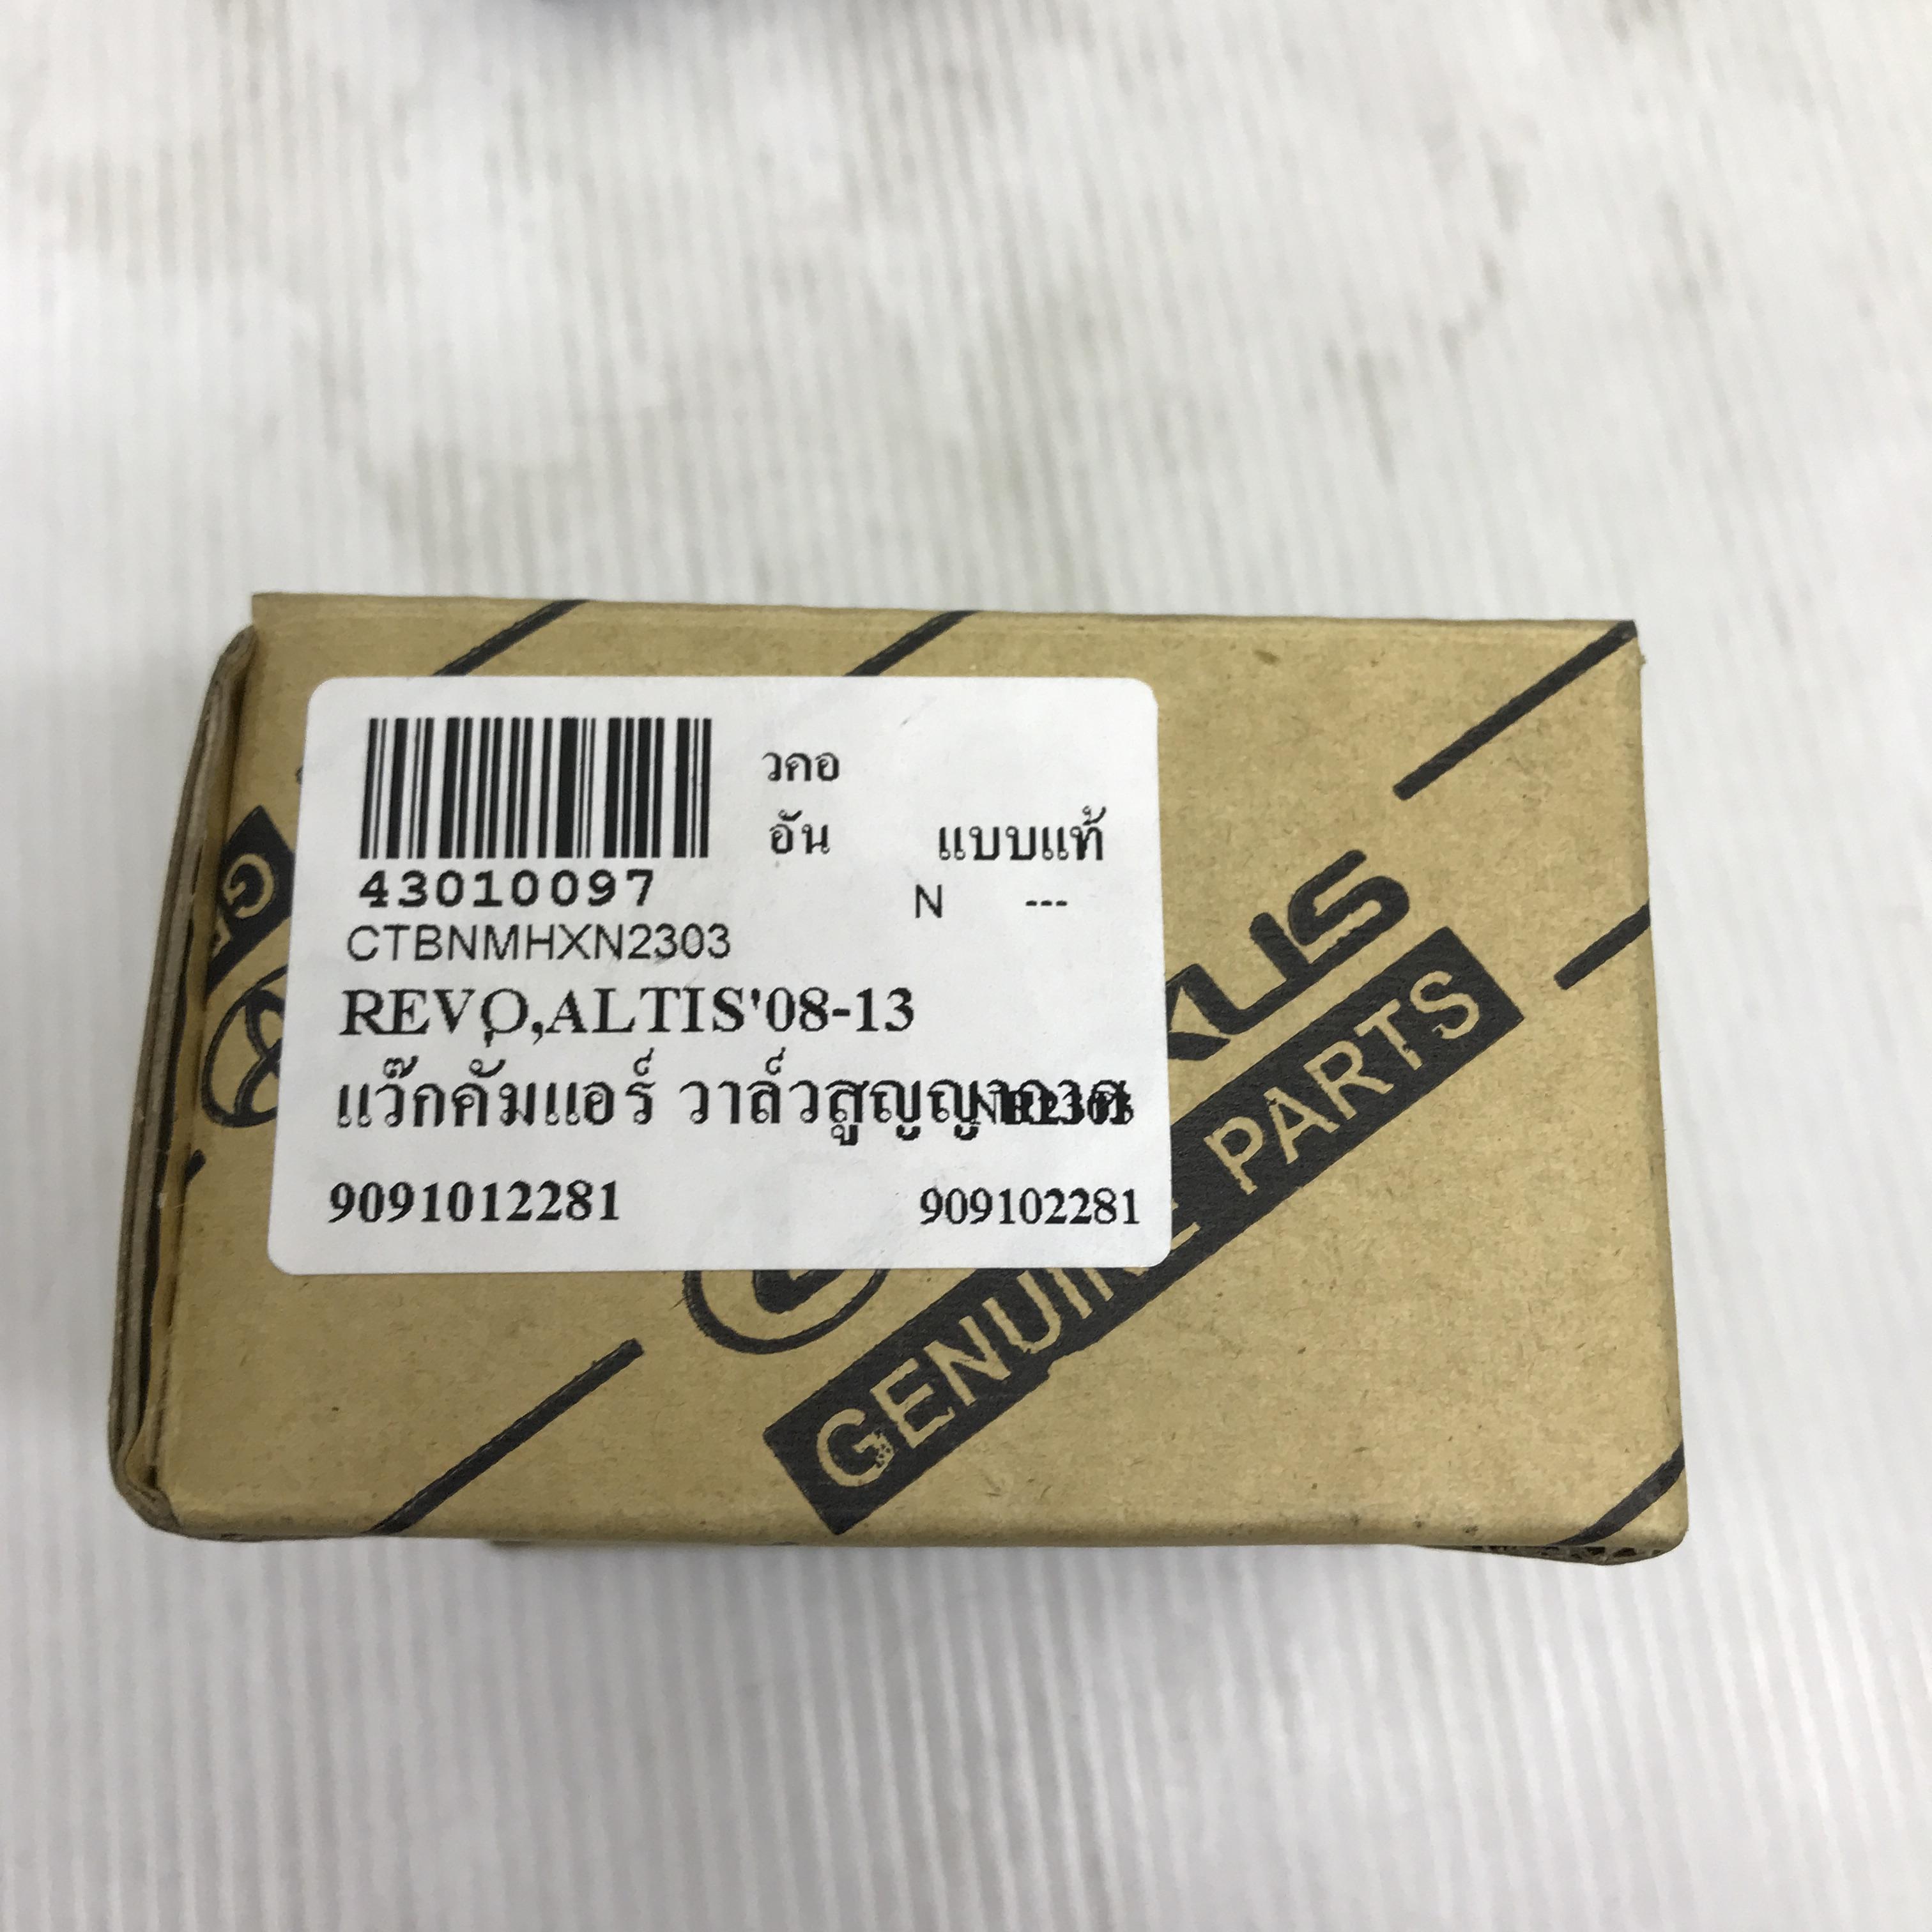 วคอ
อัน แบบแท้
43010097
N ---
CTBNMHXN2303
REVO,ALTIS'08-13
แว๊กคั่มแอร์ วาล์วสูญญากาศ
9091012281 909102281
GENUINE PARTS